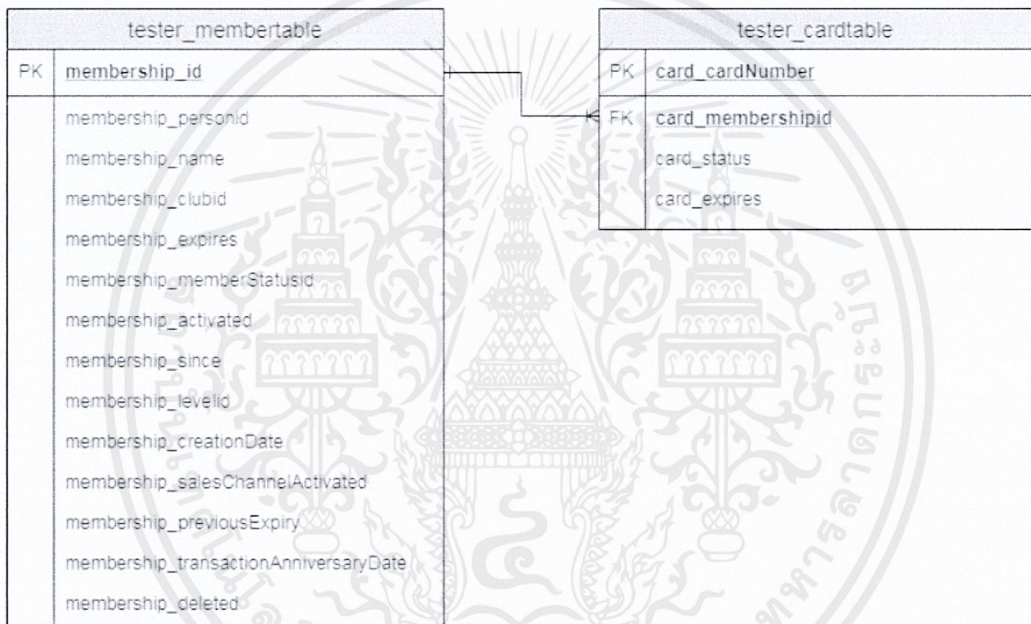 tester_membertable
PK membership_id
membership_personid
membership_name
membership_clubid
membership_expires
membership_memberStatusid
membership_activated
membership_since
membership_levelid
membership_creationDate
membership_salesChannelActivated
membership_previousExpiry
membership_transactionAnniversaryDate
membership_deleted
tester_cardtable
PK card_cardNumber
FK card_membershipid
card_status
card_expires